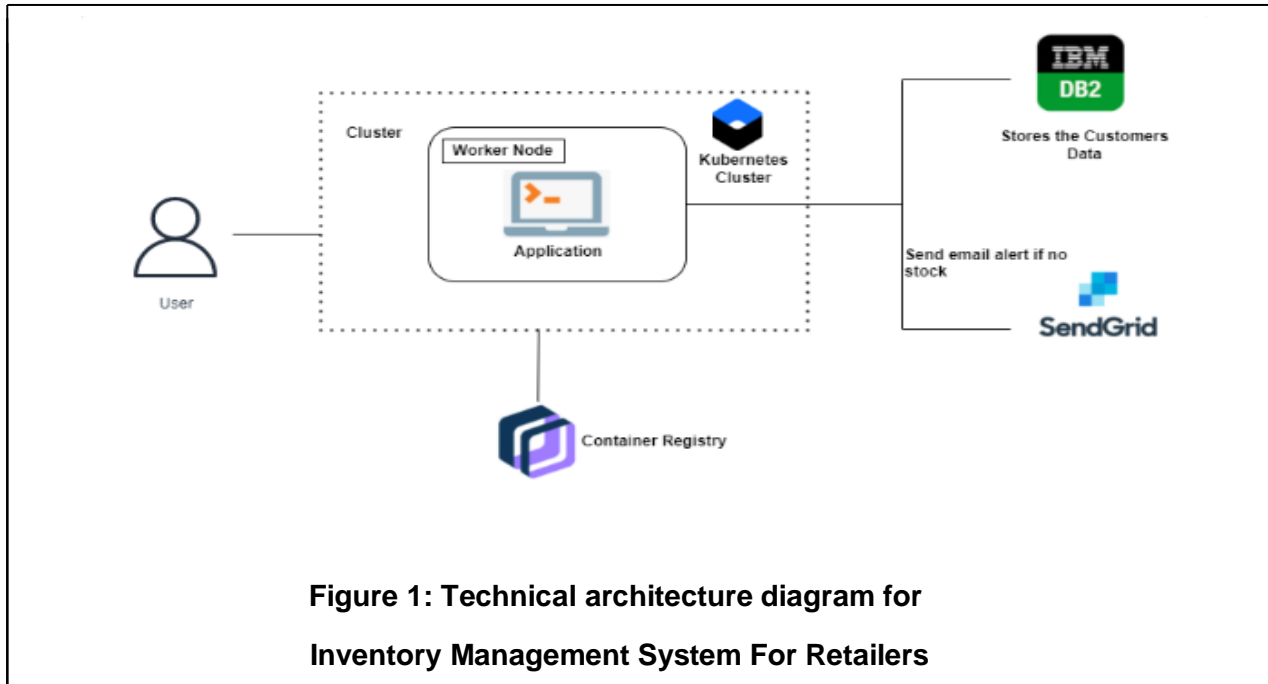 IBM
DB2
Stores the Customers
Data
Cluster
Worker Node
Kubernetes
Cluster
Application
User
Send email alert if no
stock
SendGrid
Container Registry
Figure 1: Technical architecture diagram for
Inventory Management System For Retailers